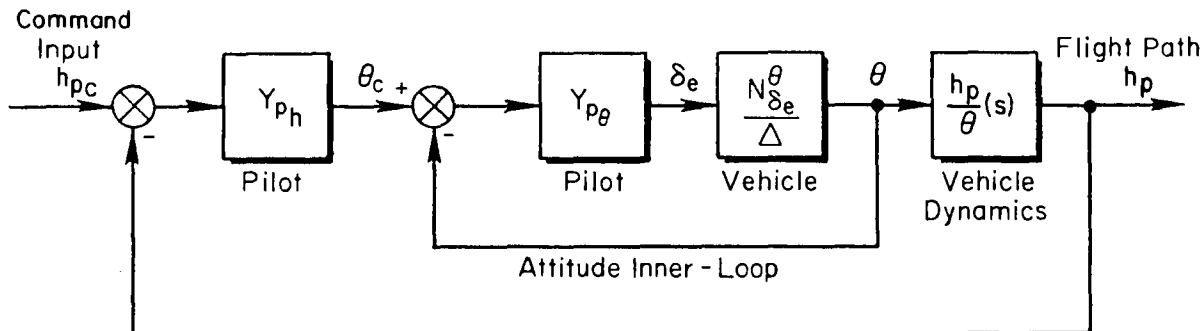 Command
Input
h_pc
-
Y_ph
Pilot
θ_c +
-
Y_pθ
Pilot
δ_e
N^θ_δe
Δ
Vehicle
θ
h_p
θ (s)
Vehicle
Dynamics
Flight Path
h_p
Attitude Inner-Loop